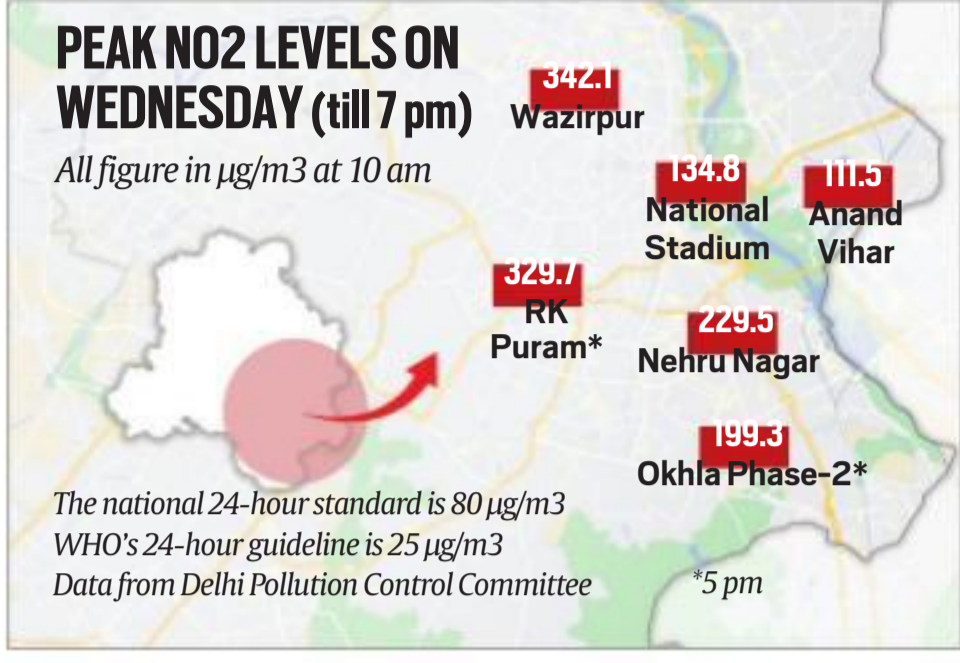 PEAK NO2 LEVELS ON
WEDNESDAY (till 7 pm)
All figure in µg/m3 at 10 am
342.1
Wazirpur
134.8
National
Stadium
111.5
Anand
Vihar
329.7
RK
Puram*
229.5
Nehru Nagar
199.3
Okhla Phase-2*
The national 24-hour standard is 80 µg/m3
WHO’s 24-hour guideline is 25 µg/m3
Data from Delhi Pollution Control Committee
*5 pm